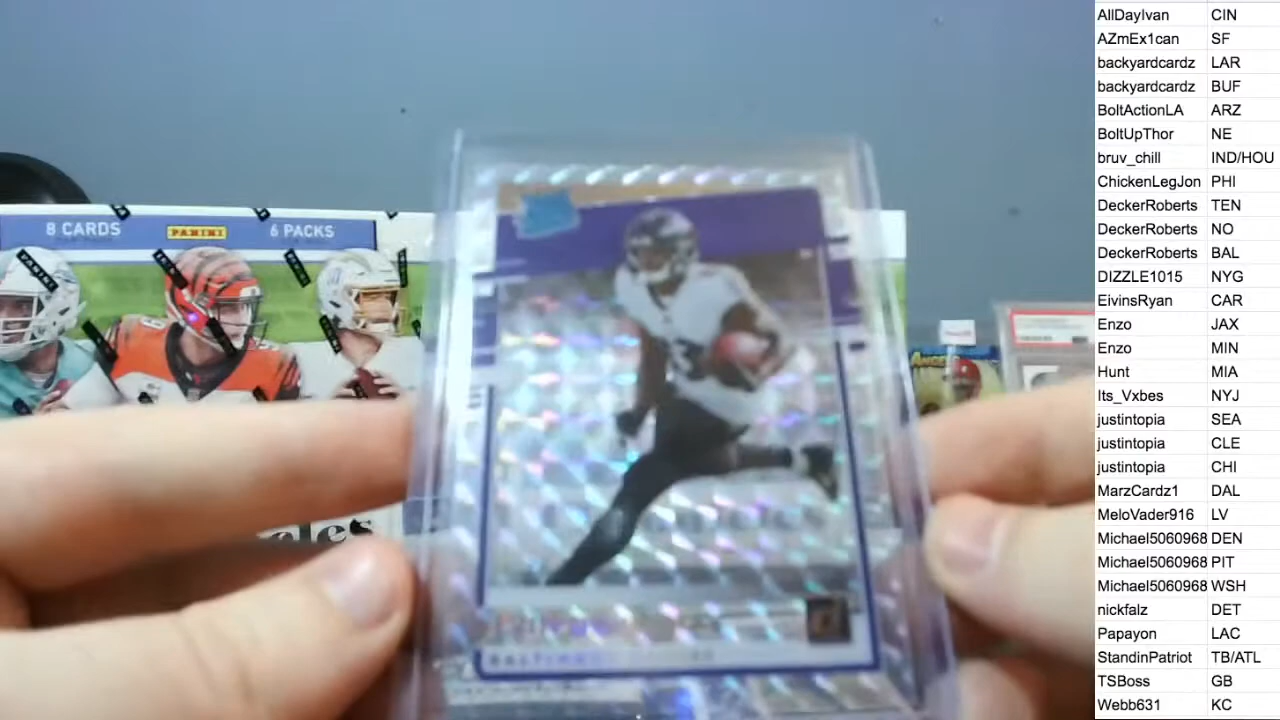 8 CARDS PANINI 6 PACKS
AllDayIvan CIN
AZmEx1can SF
backyardcardz LAR
backyardcardz BUF
BoltActionLA ARZ
BoltUpThor NE
bruv_chill IND/HOU
ChickenLegJon PHI
DeckerRoberts TEN
DeckerRoberts NO
DeckerRoberts BAL
DIZZLE1015 NYG
EivinsRyan CAR
Enzo JAX
Enzo MIN
Hunt MIA
Its_Vxbes NYJ
justintopia SEA
justintopia CLE
justintopia CHI
MarzCardz1 DAL
MeloVader916 LV
Michael5060968 DEN
Michael5060968 PIT
Michael5060968 WSH
nickfalz DET
Papayon LAC
StandinPatriot TB/ATL
TSBoss GB
Webb631 KC